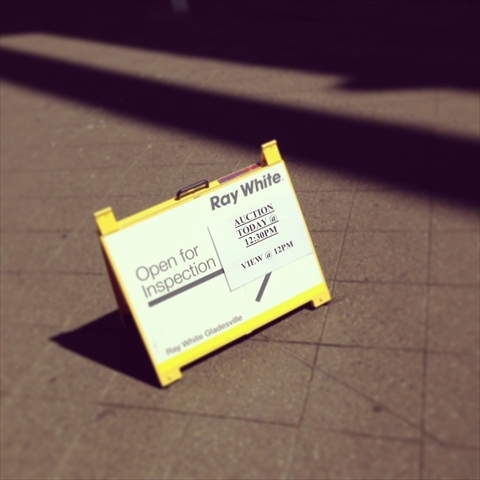 Ray White
AUCTION
TODAY @
12:30PM
VIEW @ 12PM
Open for
Inspection
Ray White Gladesville